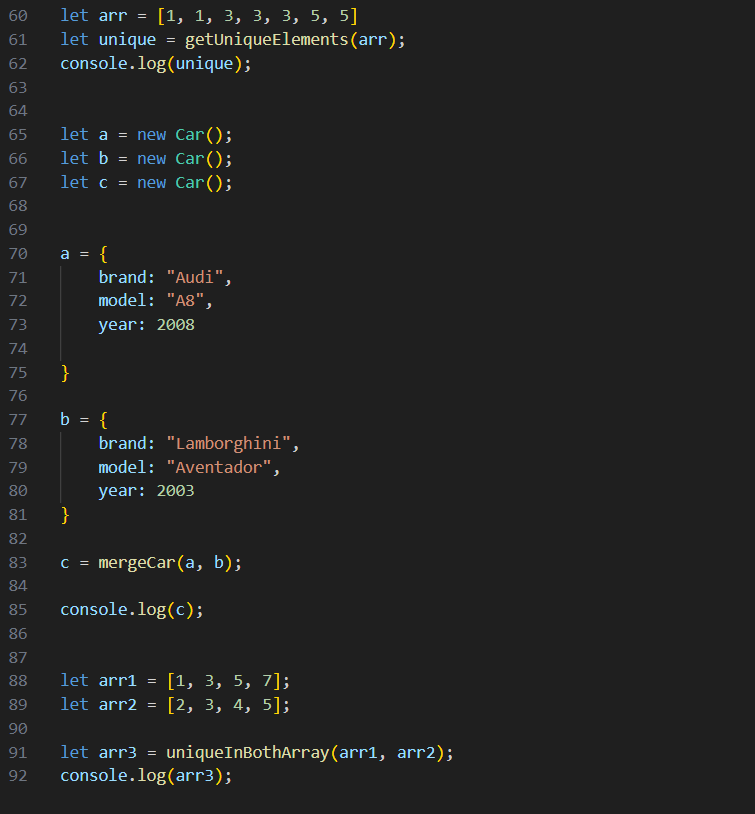 60 let arr = [1, 1, 3, 3, 3, 5, 5]
61 let unique = getUniqueElements(arr);
62 console.log(unique);
63
64
65 let a = new Car();
66 let b = new Car();
67 let c = new Car();
68
69
70 a = {
71     brand: "Audi",
72     model: "A8",
73     year: 2008
74
75 }
76
77 b = {
78     brand: "Lamborghini",
79     model: "Aventador",
80     year: 2003
81 }
82
83 c = mergeCar(a, b);
84
85 console.log(c);
86
87
88 let arr1 = [1, 3, 5, 7];
89 let arr2 = [2, 3, 4, 5];
90
91 let arr3 = uniqueInBothArray(arr1, arr2);
92 console.log(arr3);